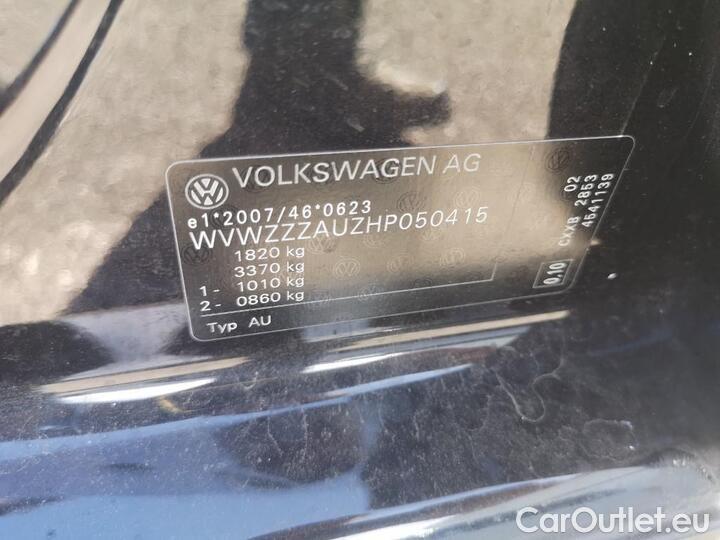 VOLKSWAGEN AG
e1*2007/46*0623
WVWZZZAUZHP050415
1820 kg
3370 kg
1 - 1010 kg
2 - 0860 kg
Typ AU
0.10
CXXB 2853 02
4541139
CarOutlet.eu